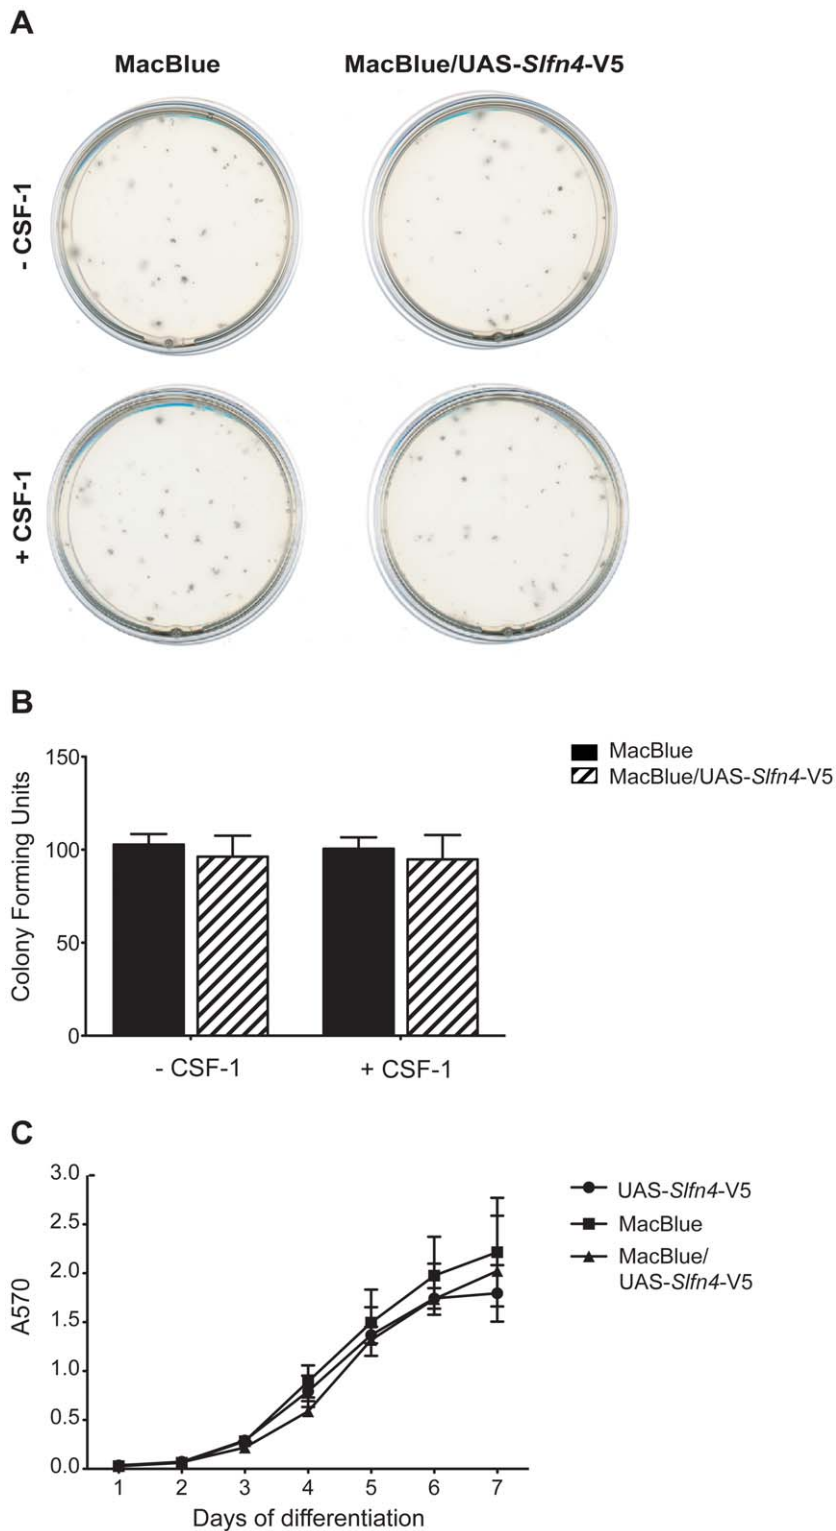 A
MacBlue
MacBlue/UAS-Slfn4-V5
- CSF-1
+ CSF-1
B
150
100
50
0
Colony Forming Units
- CSF-1
+ CSF-1
MacBlue
MacBlue/UAS-Slfn4-V5
C
3.0
2.5
2.0
1.5
1.0
0.5
0.0
A570
1 2 3 4 5 6 7
Days of differentiation
UAS-Slfn4-V5
MacBlue
MacBlue/
UAS-Slfn4-V5